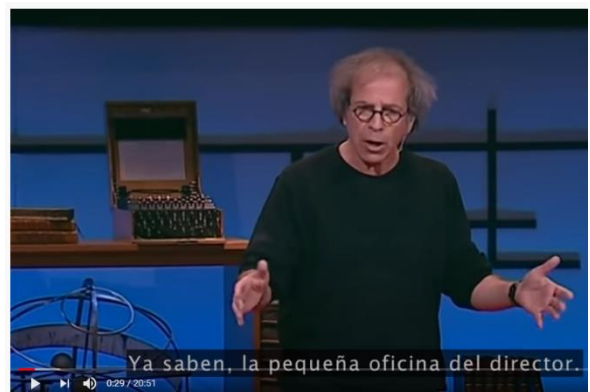 Ya saben, la pequeña oficina del director.
0:29 / 20:51